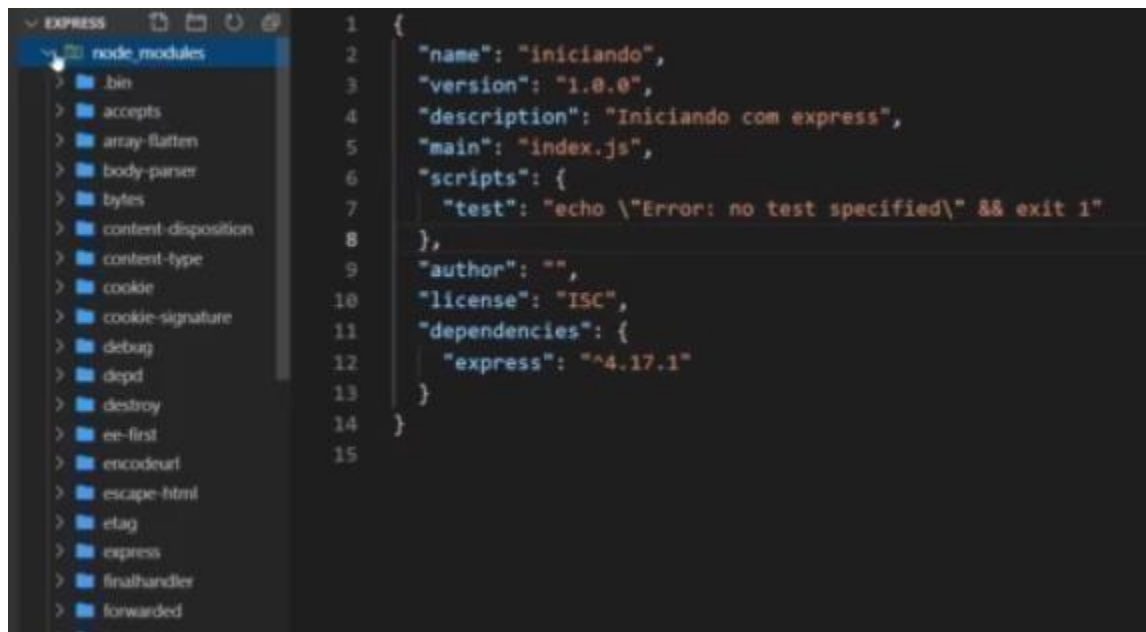 EXPRESS
node_modules
.bin
accepts
array-flatten
body-parser
bytes
content-disposition
content-type
cookie
cookie-signature
debug
depd
destroy
ee-first
encodeurl
escape-html
etag
express
finalhandler
forwarded
1 {
2 "name": "iniciando",
3 "version": "1.0.0",
4 "description": "Iniciando com express",
5 "main": "index.js",
6 "scripts": {
7 "test": "echo \"Error: no test specified\" && exit 1"
8 },
9 "author": "",
10 "license": "ISC",
11 "dependencies": {
12 "express": "^4.17.1"
13 }
14 }
15